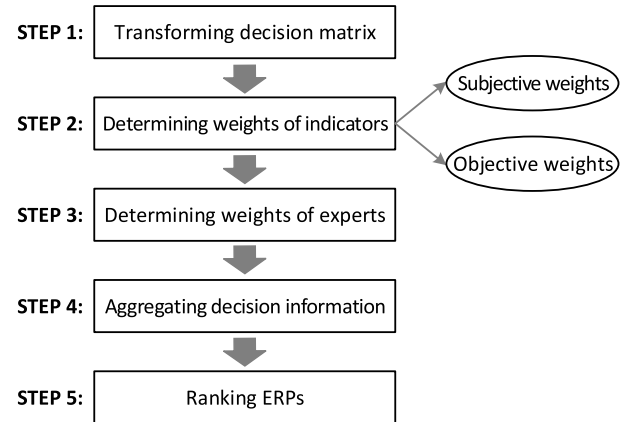 STEP 1: Transforming decision matrix
Subjective weights
STEP 2: Determining weights of indicators
Objective weights
STEP 3: Determining weights of experts
STEP 4: Aggregating decision information
STEP 5: Ranking ERPs